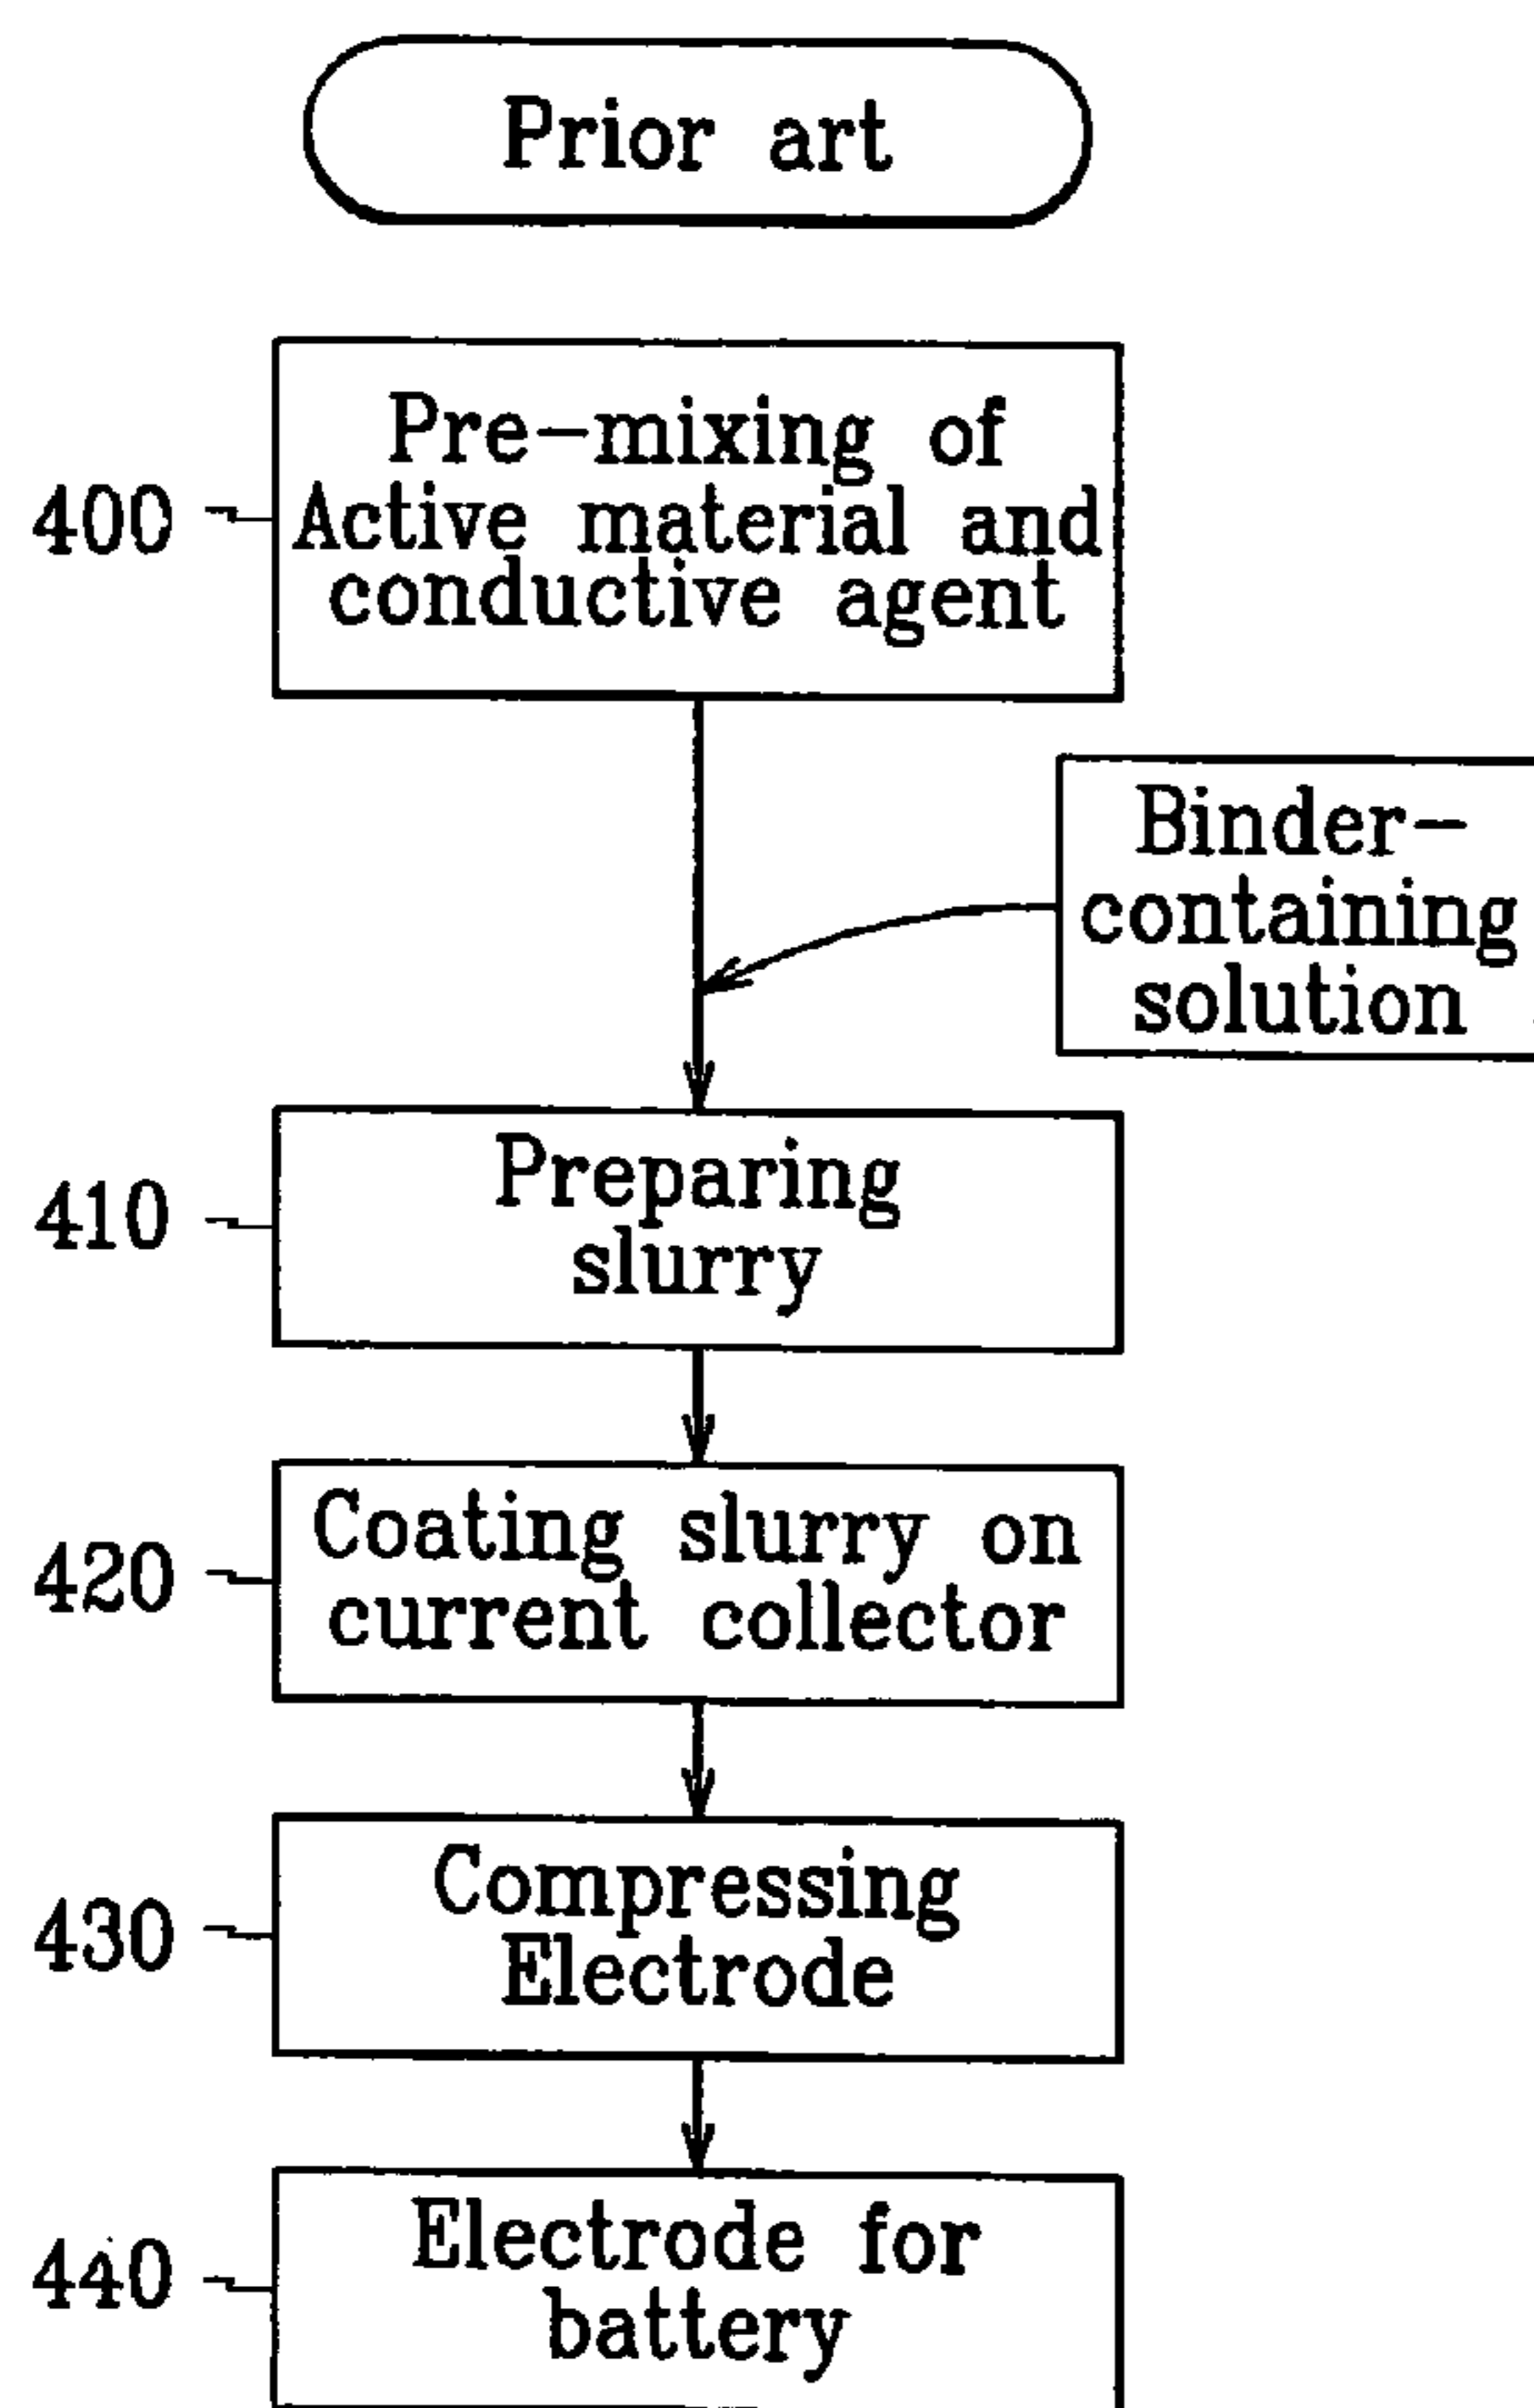 Prior art
Pre-mixing of
Active material and
conductive agent
400
Binder-
containing
solution
Preparing
slurry
410
Coating slurry on
current collector
420
Compressing
Electrode
430
Electrode for
battery
440